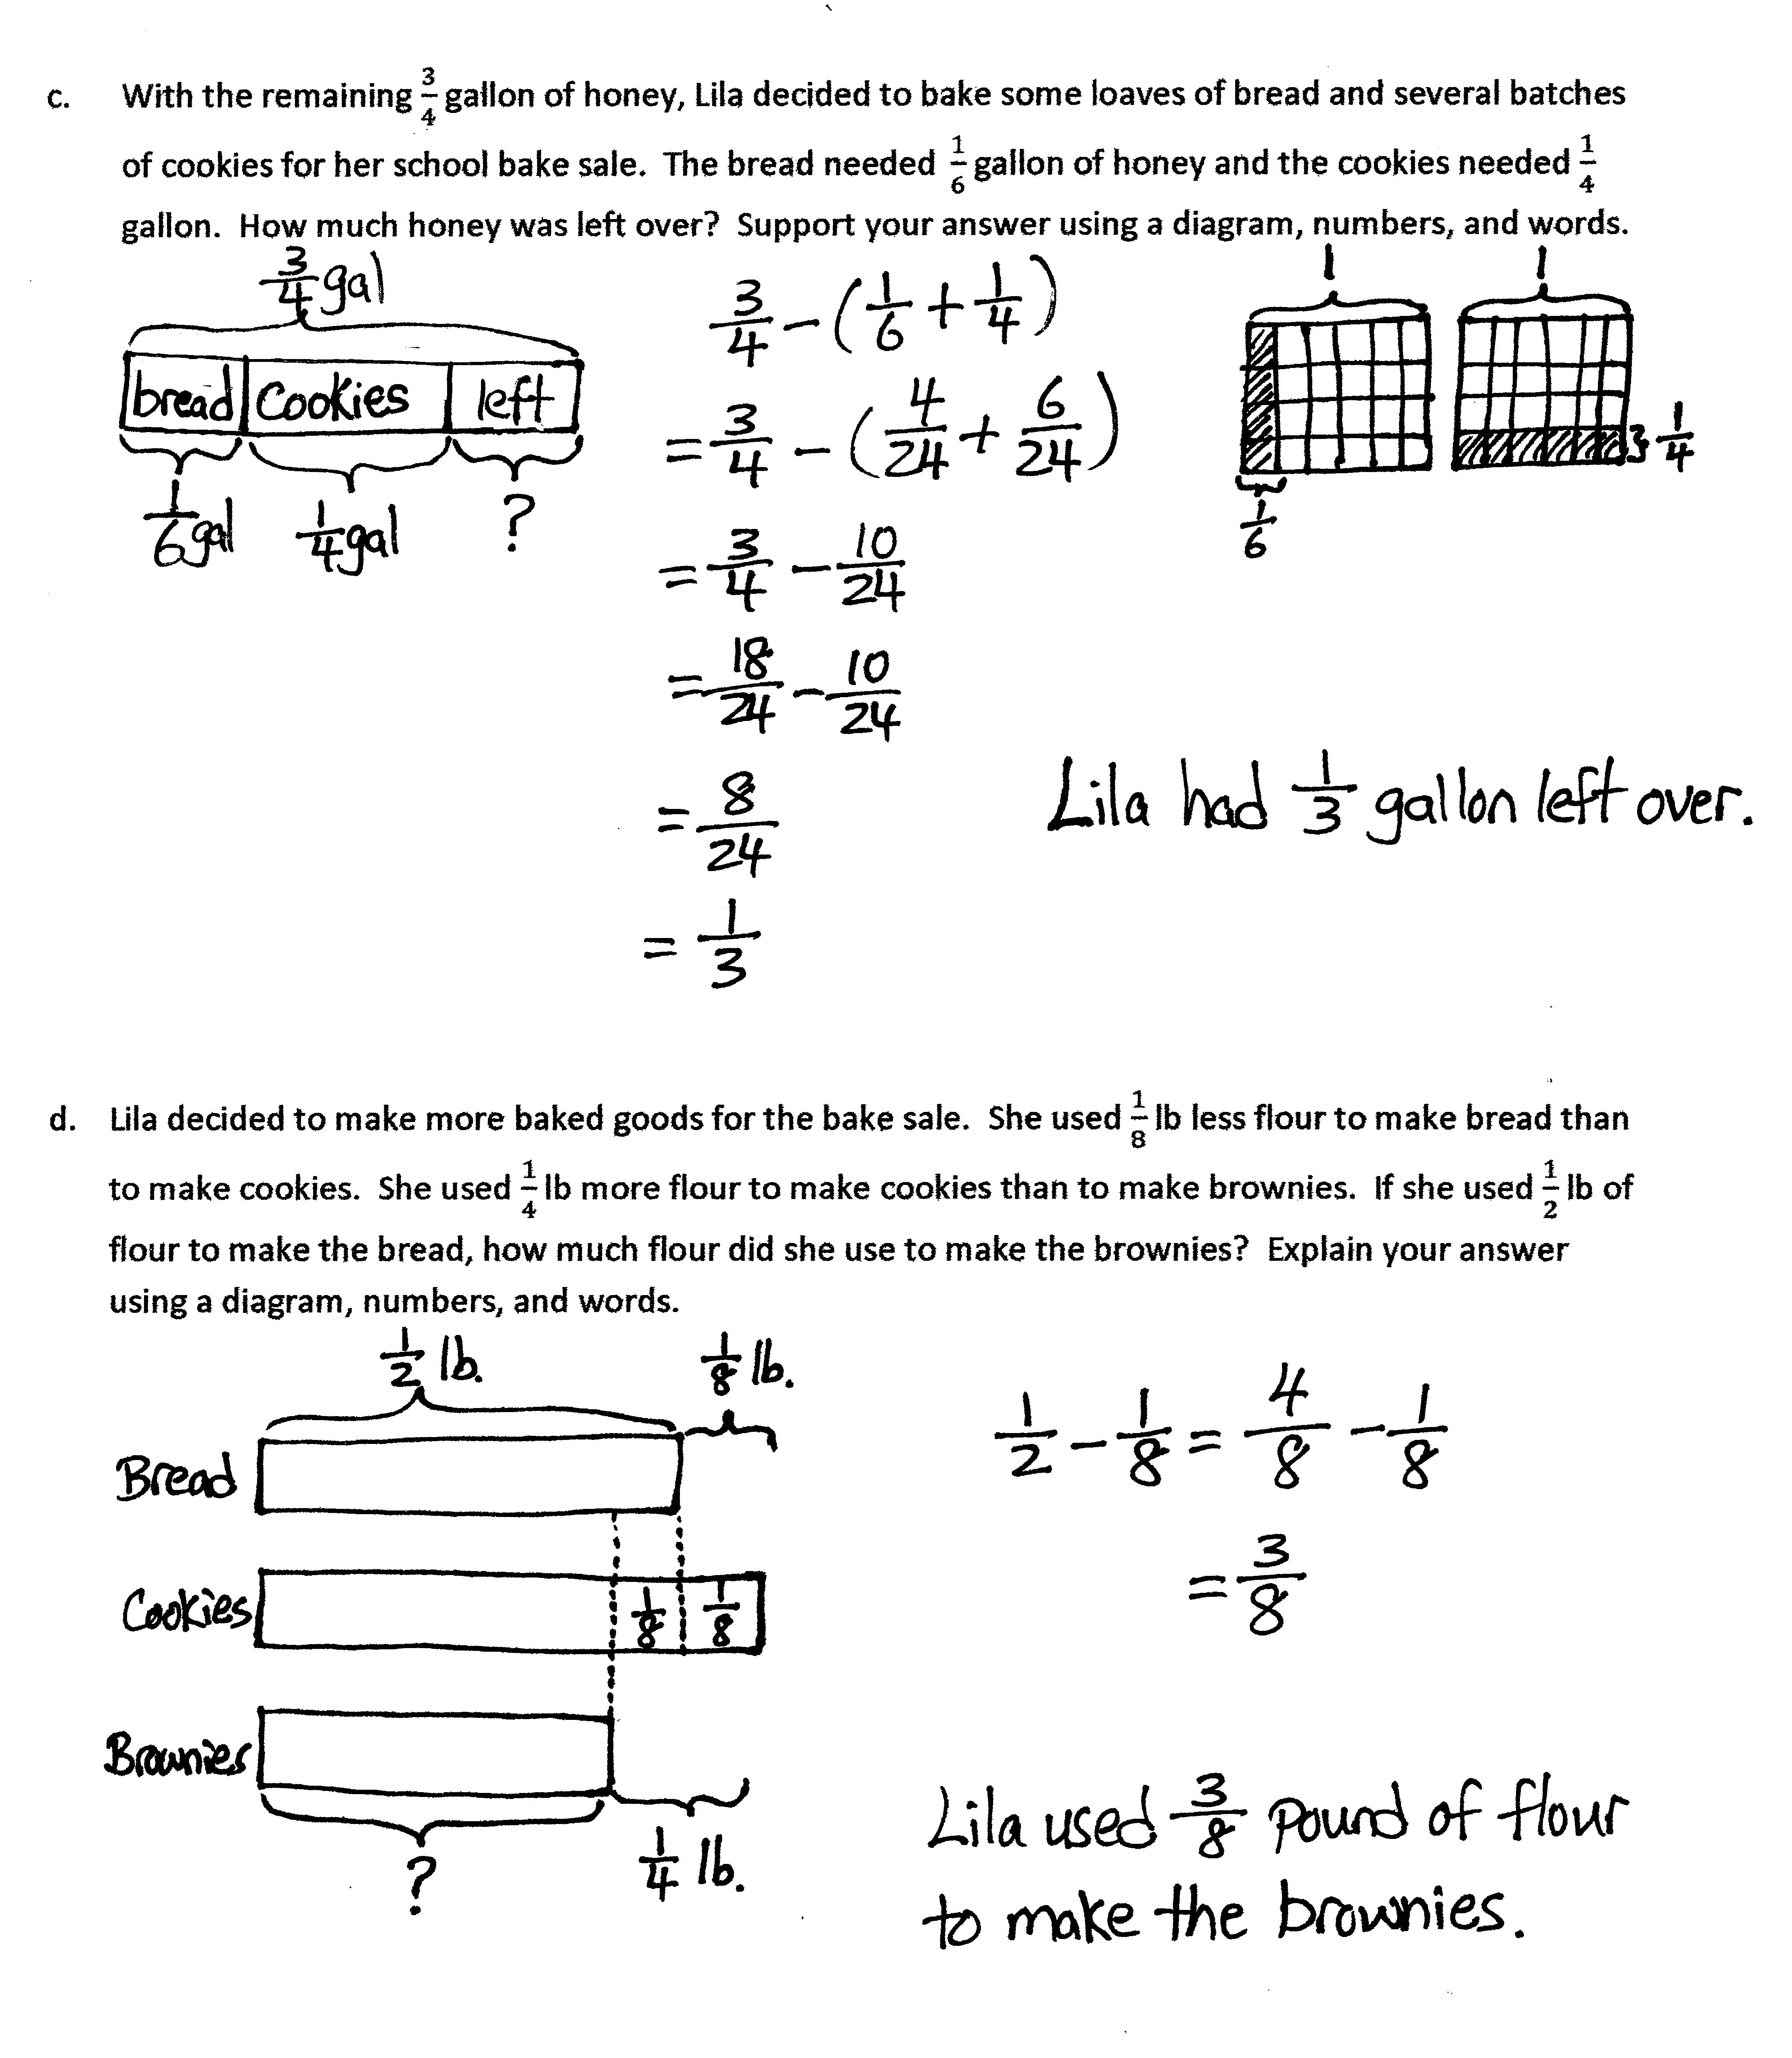 c. With the remaining 3/4 gallon of honey, Lila decided to bake some loaves of bread and several batches
of cookies for her school bake sale. The bread needed 1/6 gallon of honey and the cookies needed 1/4
gallon. How much honey was left over? Support your answer using a diagram, numbers, and words.
3/4 gal
bread Cookies left
1/6 gal 1/4 gal ?
3/4 - (1/6 + 1/4)
= 3/4 - (4/24 + 6/24)
= 3/4 - 10/24
= 18/24 - 10/24
= 8/24
= 1/3
1 1
1/4
1/6
Lila had 1/3 gallon left over.
d. Lila decided to make more baked goods for the bake sale. She used 1/8 lb less flour to make bread than
to make cookies. She used 1/4 lb more flour to make cookies than to make brownies. If she used 1/2 lb of
flour to make the bread, how much flour did she use to make the brownies? Explain your answer
using a diagram, numbers, and words.
1/2 lb. 1/8 lb.
Bread
Cookies 1/8 1/8
Brownies
? 1/4 lb.
1/2 - 1/8 = 4/8 - 1/8
= 3/8
Lila used 3/8 pound of flour
to make the brownies.